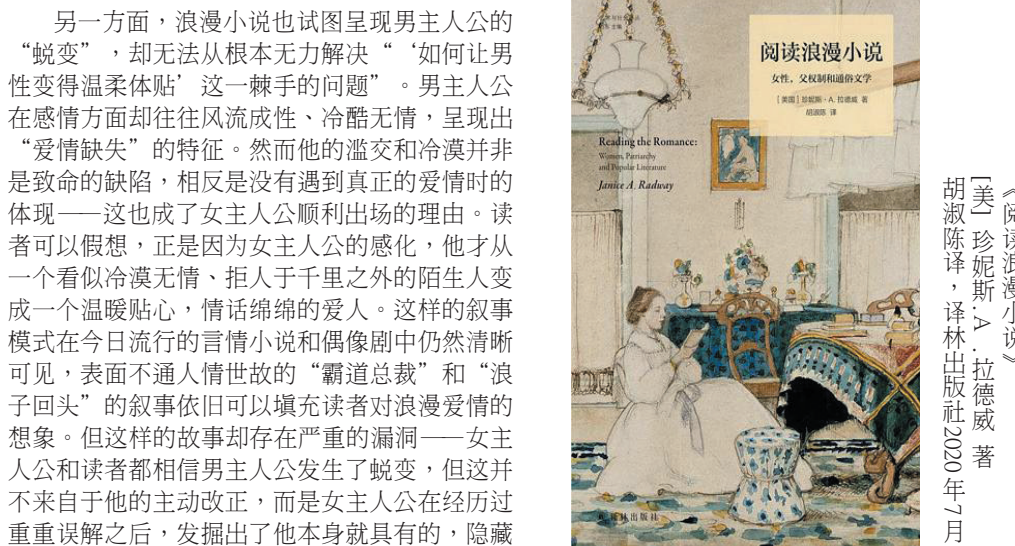 另一方面，浪漫小说也试图呈现男主人公的
“蜕变”，却无法从根本无力解决“‘如何让男
性变得温柔体贴’这一棘手的问题”。男主人公
在感情方面却往往风流成性、冷酷无情，呈现出
“爱情缺失”的特征。然而他的滥交和冷漠并非
是致命的缺陷，相反是没有遇到真正的爱情时的
体现——这也成了女主人公顺利出场的理由。读
者可以假想，正是因为女主人公的感化，他才从
一个看似冷漠无情、拒人于千里之外的陌生人变
成一个温暖贴心，情话绵绵的爱人。这样的叙事
模式在今日流行的言情小说和偶像剧中仍然清晰
可见，表面不通人情世故的“霸道总裁”和“浪
子回头”的叙事依旧可以填充读者对浪漫爱情的
想象。但这样的故事却存在严重的漏洞——女主
人公和读者都相信男主人公发生了蜕变，但这并
不来自于他的主动改正，而是女主人公在经历过
重重误解之后，发掘出了他本身就具有的，隐藏
阅读浪漫小说
女性，父权制和通俗文学
［美国］珍妮斯·A. 拉德威 著
胡淑陈 译
Reading the Romance:
Women, Patriarchy
and Popular Literature
Janice A. Radway
译林出版社
《阅读浪漫小说》
[美] 珍妮斯.A .拉德威 著
胡淑陈译，译林出版社2020年7月